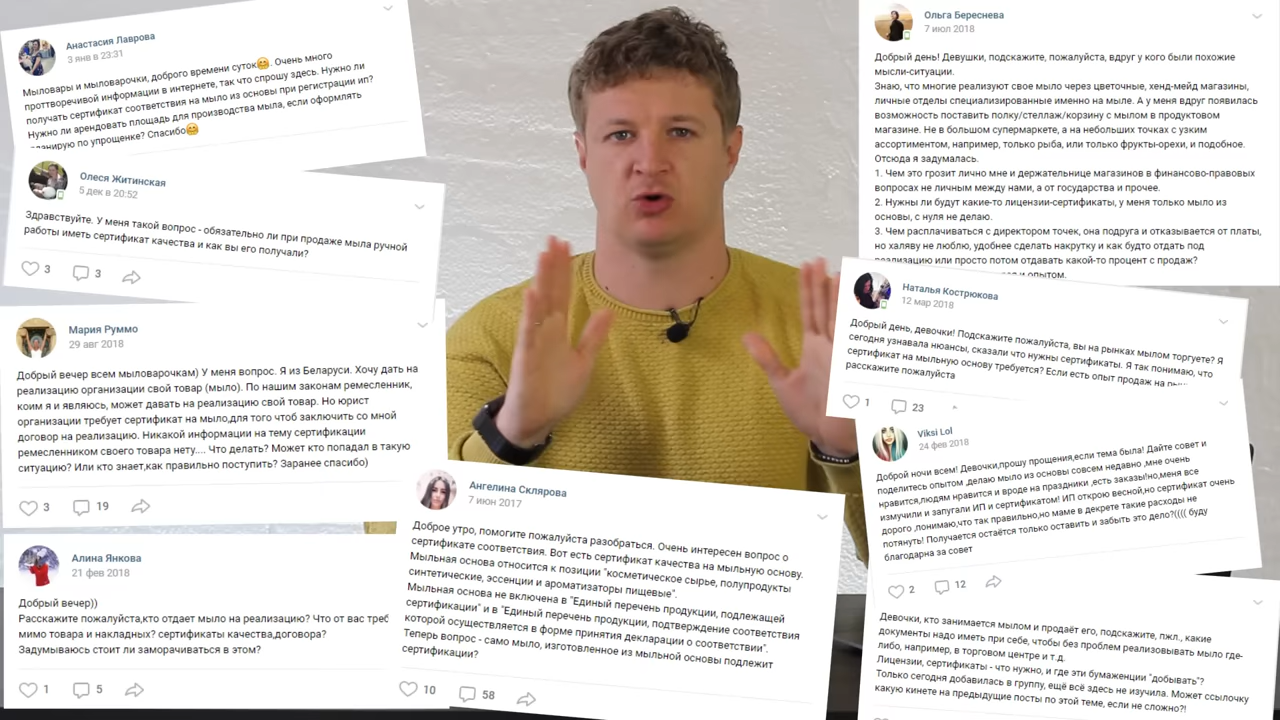 Анастасия Лаврова
3 янв в 23:31
Мыловары и мыловарочки, доброго времени суток😊. Очень много
проттворечивой информации в интернете, так что спрошу здесь. Нужно ли
получать сертификат соответствия на мыло из основы при регистрации ип?
Нужно ли арендовать площадь для производства мыла, если оформлять
планирую по упрощенке? Спасибо😊
Олеся Житинская
5 дек в 20:52
Здравствуйте. У меня такой вопрос - обязательно ли при продаже мыла ручной
работы иметь сертификат качества и как вы его получали?
3 3
Мария Руммо
29 авг 2018
Добрый вечер всем мыловарочкам) У меня вопрос. Я из Беларуси. Хочу дать на
реализацию организации свой товар (мыло). По нашим законам ремесленник,
коим я и являюсь, может давать на реализацию свой товар. Но юрист
организации требует сертификат на мыло,для того чтоб заключить со мной
договор на реализацию. Никакой информации на тему сертификации
ремесленником своего товара нету.... Что делать? Может кто попадал в такую
ситуацию? Или кто знает,как правильно поступить? Заранее спасибо)
3 19
Алина Янкова
21 фев 2018
Добрый вечер))
Расскажите пожалуйста,кто отдает мыло на реализацию? Что от вас треб
мимо товара и накладных? сертификаты качества,договора?
Задумываюсь стоит ли заморачиваться в этом?
1 5
Ангелина Склярова
7 июн 2017
Доброе утро, помогите пожалуйста разобраться. Очень интересен вопрос о
сертификате соответствия. Вот есть сертификат качества на мыльную основу.
Мыльная основа относится к позиции "косметическое сырье, полупродукты
синтетические, эссенции и ароматизаторы пищевые".
Мыльная основа не включена в "Единый перечень продукции, подлежащей
сертификации" и в "Единый перечень продукции, подтверждение соответствия
которой осуществляется в форме принятия декларации о соответствии".
Теперь вопрос - само мыло, изготовленное из мыльной основы подлежит
сертификации?
10 58
Ольга Береснева
7 июл 2018
Добрый день! Девушки, подскажите, пожалуйста, вдруг у кого были похожие
мысли-ситуации.
Знаю, что многие реализуют свое мыло через цветочные, хенд-мейд магазины,
личные отделы специализированные именно на мыле. А у меня вдруг появилась
возможность поставить полку/стеллаж/корзину с мылом в продуктовом
магазине. Не в большом супермаркете, а на небольших точках с узким
ассортиментом, например, только рыба, или только фрукты-орехи, и подобное.
Отсюда я задумалась.
1. Чем это грозит лично мне и держательнице магазинов в финансово-правовых
вопросах не личным между нами, а от государства и прочее.
2. Нужны ли будут какие-то лицензии-сертификаты, у меня только мыло из
основы, с нуля не делаю.
3. Чем расплачиваться с директором точек, она подруга и отказывается от платы,
но халяву не люблю, удобнее сделать накрутку и как будто отдать под
реализацию или просто потом отдавать какой-то процент с продаж?
и опытом.
Наталья Кострюкова
12 мар 2018
Добрый день, девочки! Подскажите пожалуйста, вы на рынках мылом торгуете? Я
сегодня узнавала нюансы, сказали что нужны сертификаты. Я так понимаю, что
сертификат на мыльную основу требуется? Если есть опыт продаж на
расскажите пожалуйста
1 23
Viksi Lol
24 фев 2018
Доброй ночи всем! Девочки,прошу прощения,если тема была! Дайте совет и
поделитесь опытом ,делаю мыло из основы совсем недавно ,мне очень
нравится,людям нравится и вроде на праздники ,есть заказы!но,меня все
измучили и запугали ИП и сертификатом! ИП открою весной,но сертификат очень
дорого ,понимаю,что так правильно,но маме в декрете такие расходы не
потянуть! Получается остаётся только оставить и забыть это дело?(((( буду
благодарна за совет
2 12
Девочки, кто занимается мылом и продаёт его, подскажите, пжл., какие
документы надо иметь при себе, чтобы без проблем реализовывать мыло где-
либо, например, в торговом центре и т.д.
Лицензии, сертификаты - что нужно, и где эти бумаженции "добывать"?
Только сегодня добавилась в группу, ещё всё здесь не изучила. Может ссылочку
какую кинете на предыдущие посты по этой теме, если не сложно?!